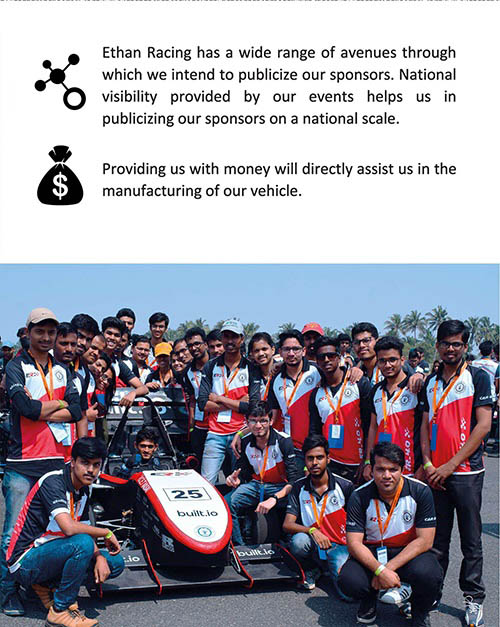 Ethan Racing has a wide range of avenues through
which we intend to publicize our sponsors. National
visibility provided by our events helps us in
publicizing our sponsors on a national scale.
$
Providing us with money will directly assist us in the
manufacturing of our vehicle.
25
built.io
built.io
built.io